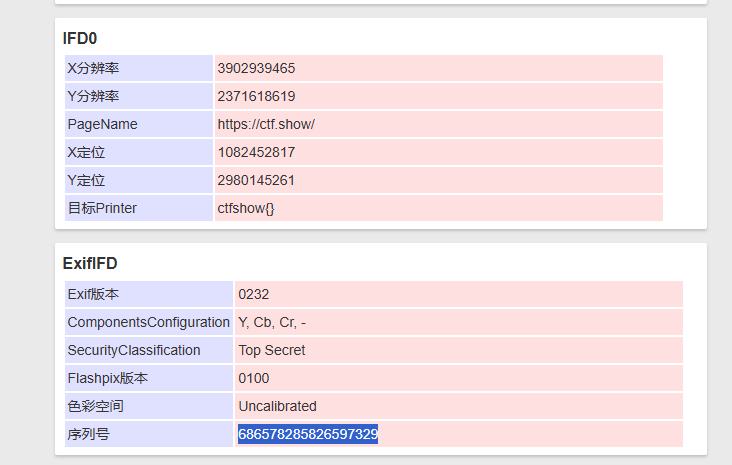 IFD0
X分辨率 3902939465
Y分辨率 2371618619
PageName https://ctf.show/
X定位 1082452817
Y定位 2980145261
目标Printer ctfshow{}
ExifIFD
Exif版本 0232
ComponentsConfiguration Y, Cb, Cr, -
SecurityClassification Top Secret
Flashpix版本 0100
色彩空间 Uncalibrated
序列号 686578285826597329